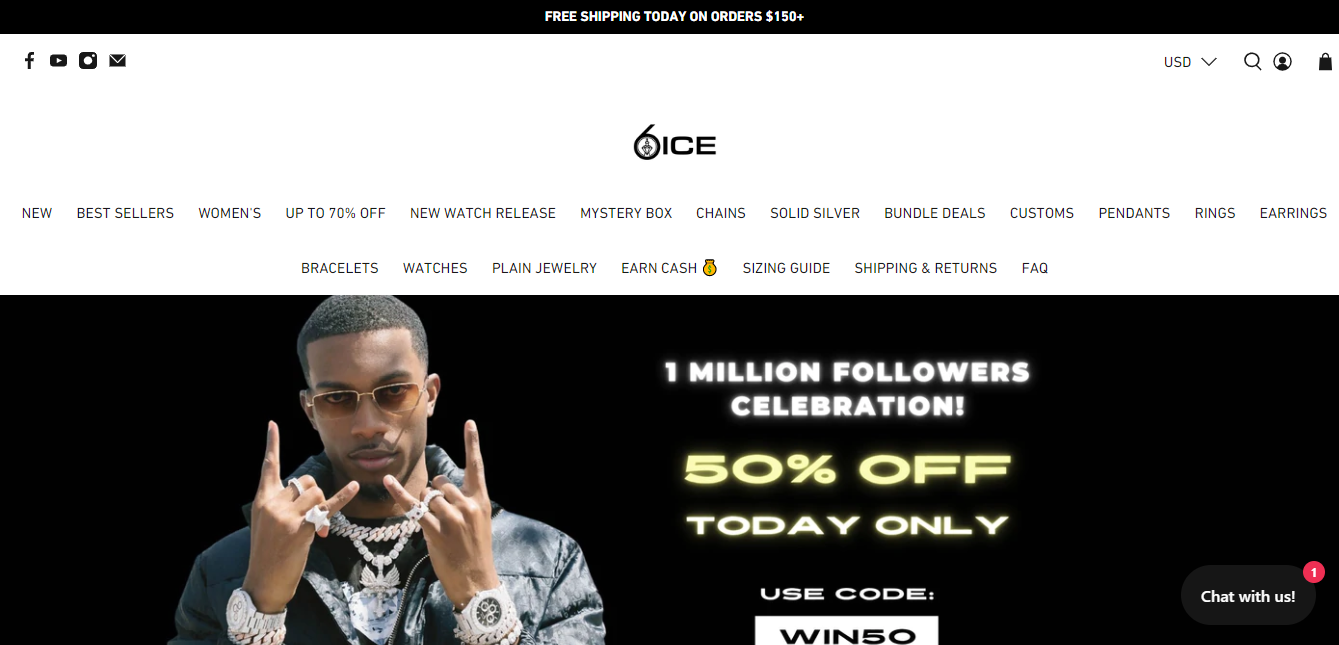 FREE SHIPPING TODAY ON ORDERS $150+
USD
6ICE
NEW BEST SELLERS WOMEN'S UP TO 70% OFF NEW WATCH RELEASE MYSTERY BOX CHAINS SOLID SILVER BUNDLE DEALS CUSTOMS PENDANTS RINGS EARRINGS
BRACELETS WATCHES PLAIN JEWELRY EARN CASH 💰 SIZING GUIDE SHIPPING & RETURNS FAQ
1 MILLION FOLLOWERS
CELEBRATION!
50% OFF
TODAY ONLY
USE CODE:
WIN50
1
Chat with us!